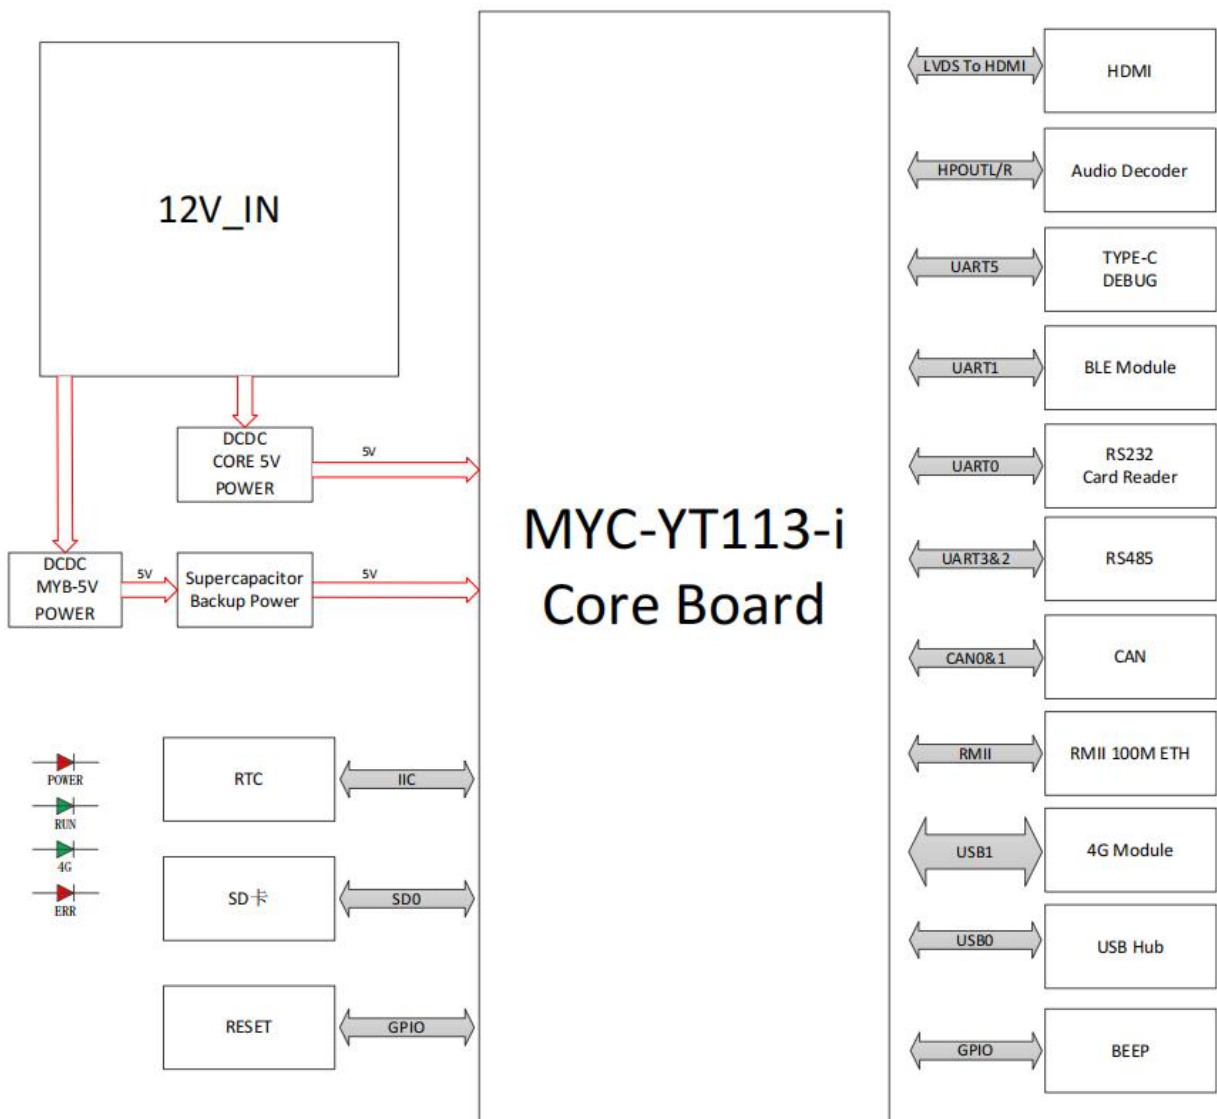 12V_IN
DCDC
CORE 5V
POWER
5V
DCDC
MYB-5V
POWER
5V
Supercapacitor
Backup Power
5V
POWER
RUN
4G
ERR
RTC
IIC
SD卡
SD0
RESET
GPIO
MYC-YT113-i
Core Board
LVDS To HDMI
HDMI
HPOUTL/R
Audio Decoder
UART5
TYPE-C
DEBUG
UART1
BLE Module
UART0
RS232
Card Reader
UART3&2
RS485
CAN0&1
CAN
RMII
RMII 100M ETH
USB1
4G Module
USB0
USB Hub
GPIO
BEEP